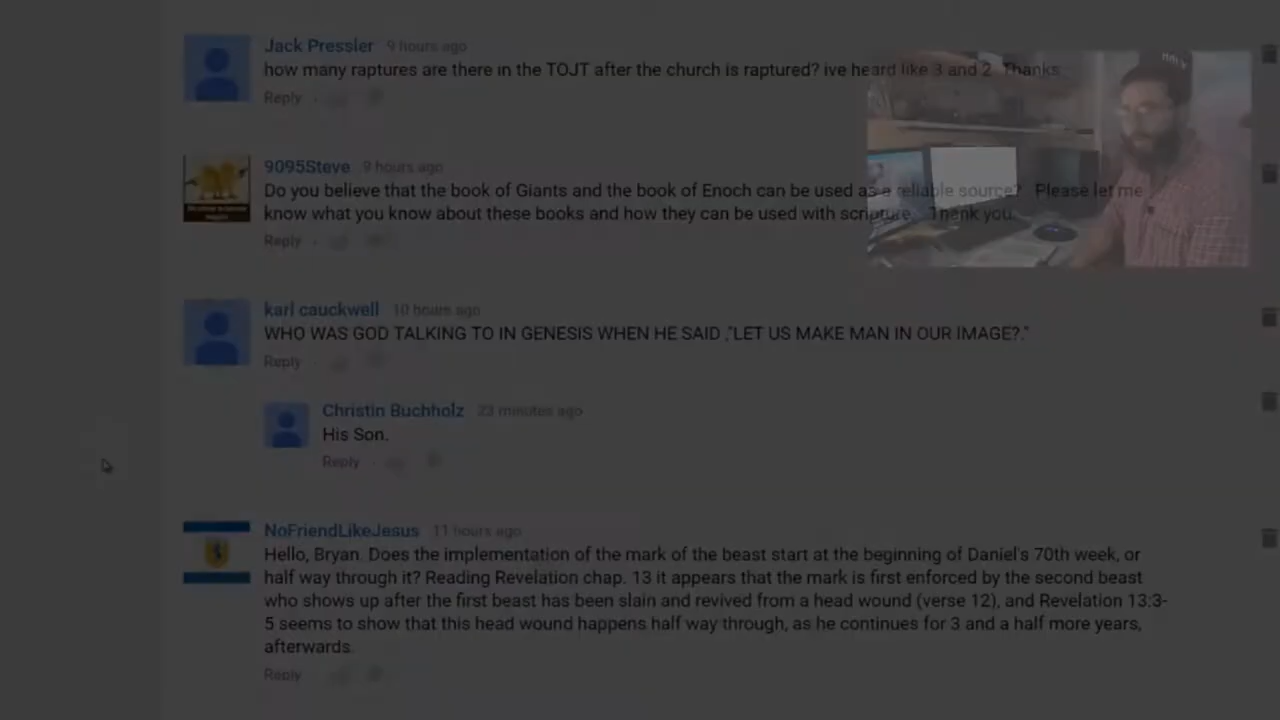 Jack Pressler 9 hours ago
how many raptures are there in the TOJT after the church is raptured? ive heard like 3 and 2 Thanks
Reply
9095Steve 9 hours ago
Do you believe that the book of Giants and the book of Enoch can be used as a reliable source? Please let me
know what you know about these books and how they can be used with scripture. Thank you.
Reply
karl cauckwell 10 hours ago
WHO WAS GOD TALKING TO IN GENESIS WHEN HE SAID ,"LET US MAKE MAN IN OUR IMAGE?,"
Reply
Christin Buchholz 23 minutes ago
His Son.
Reply
NoFriendLikeJesus 11 hours ago
Hello, Bryan. Does the implementation of the mark of the beast start at the beginning of Daniel's 70th week, or
half way through it? Reading Revelation chap. 13 it appears that the mark is first enforced by the second beast
who shows up after the first beast has been slain and revived from a head wound (verse 12), and Revelation 13:3-
5 seems to show that this head wound happens half way through, as he continues for 3 and a half more years,
afterwards.
Reply